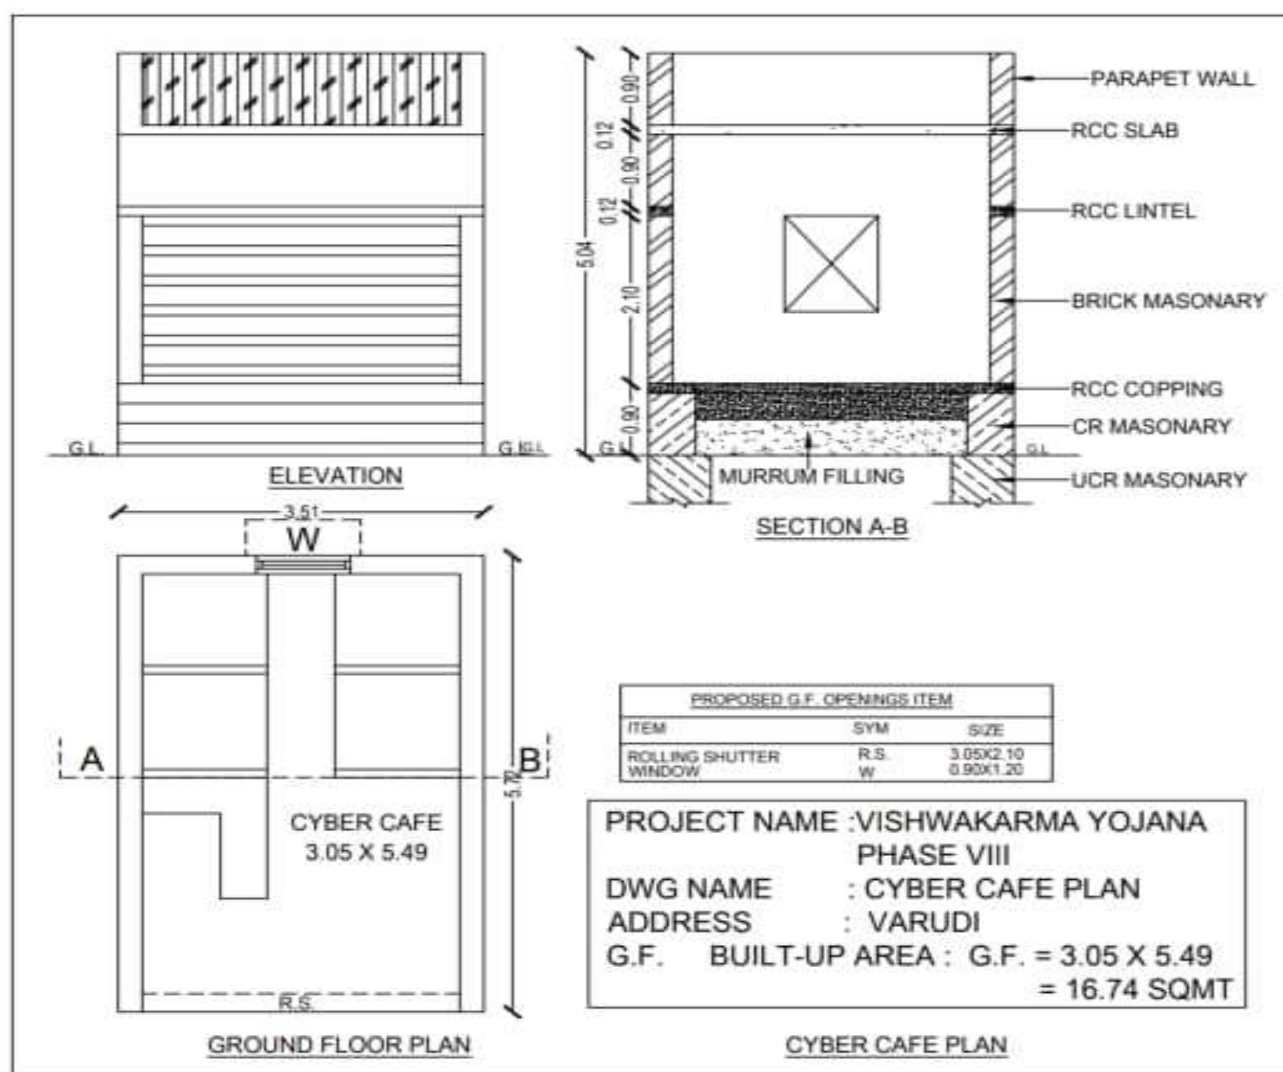 PARAPET WALL
0.90
0.12
RCC SLAB
0.90
0.12
RCC LINTEL
5.04
2.10
BRICK MASONARY
RCC COPPING
0.90
CR MASONARY
G.L.
G.L.
G.L.
G.L.
MURRUM FILLING
UCR MASONARY
ELEVATION
SECTION A-B
3.51
W
A
B
5.72
CYBER CAFE
3.05 X 5.49
R.S.
GROUND FLOOR PLAN
PROPOSED G.F. OPENINGS ITEM
ITEM SYM SIZE
ROLLING SHUTTER R.S. 3.05X2.10
WINDOW W 0.90X1.20
PROJECT NAME :VISHWAKARMA YOJANA
PHASE VIII
DWG NAME : CYBER CAFE PLAN
ADDRESS : VARUDI
G.F. BUILT-UP AREA : G.F. = 3.05 X 5.49
= 16.74 SQMT
CYBER CAFE PLAN